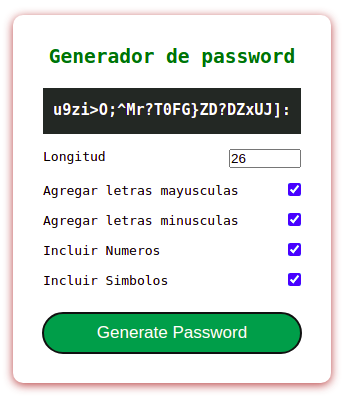 Generador de password
u9zi>O;^Mr?T0FG}ZD?DZxUJ]:
Longitud 26
Agregar letras mayusculas
Agregar letras minusculas
Incluir Numeros
Incluir Simbolos
Generate Password